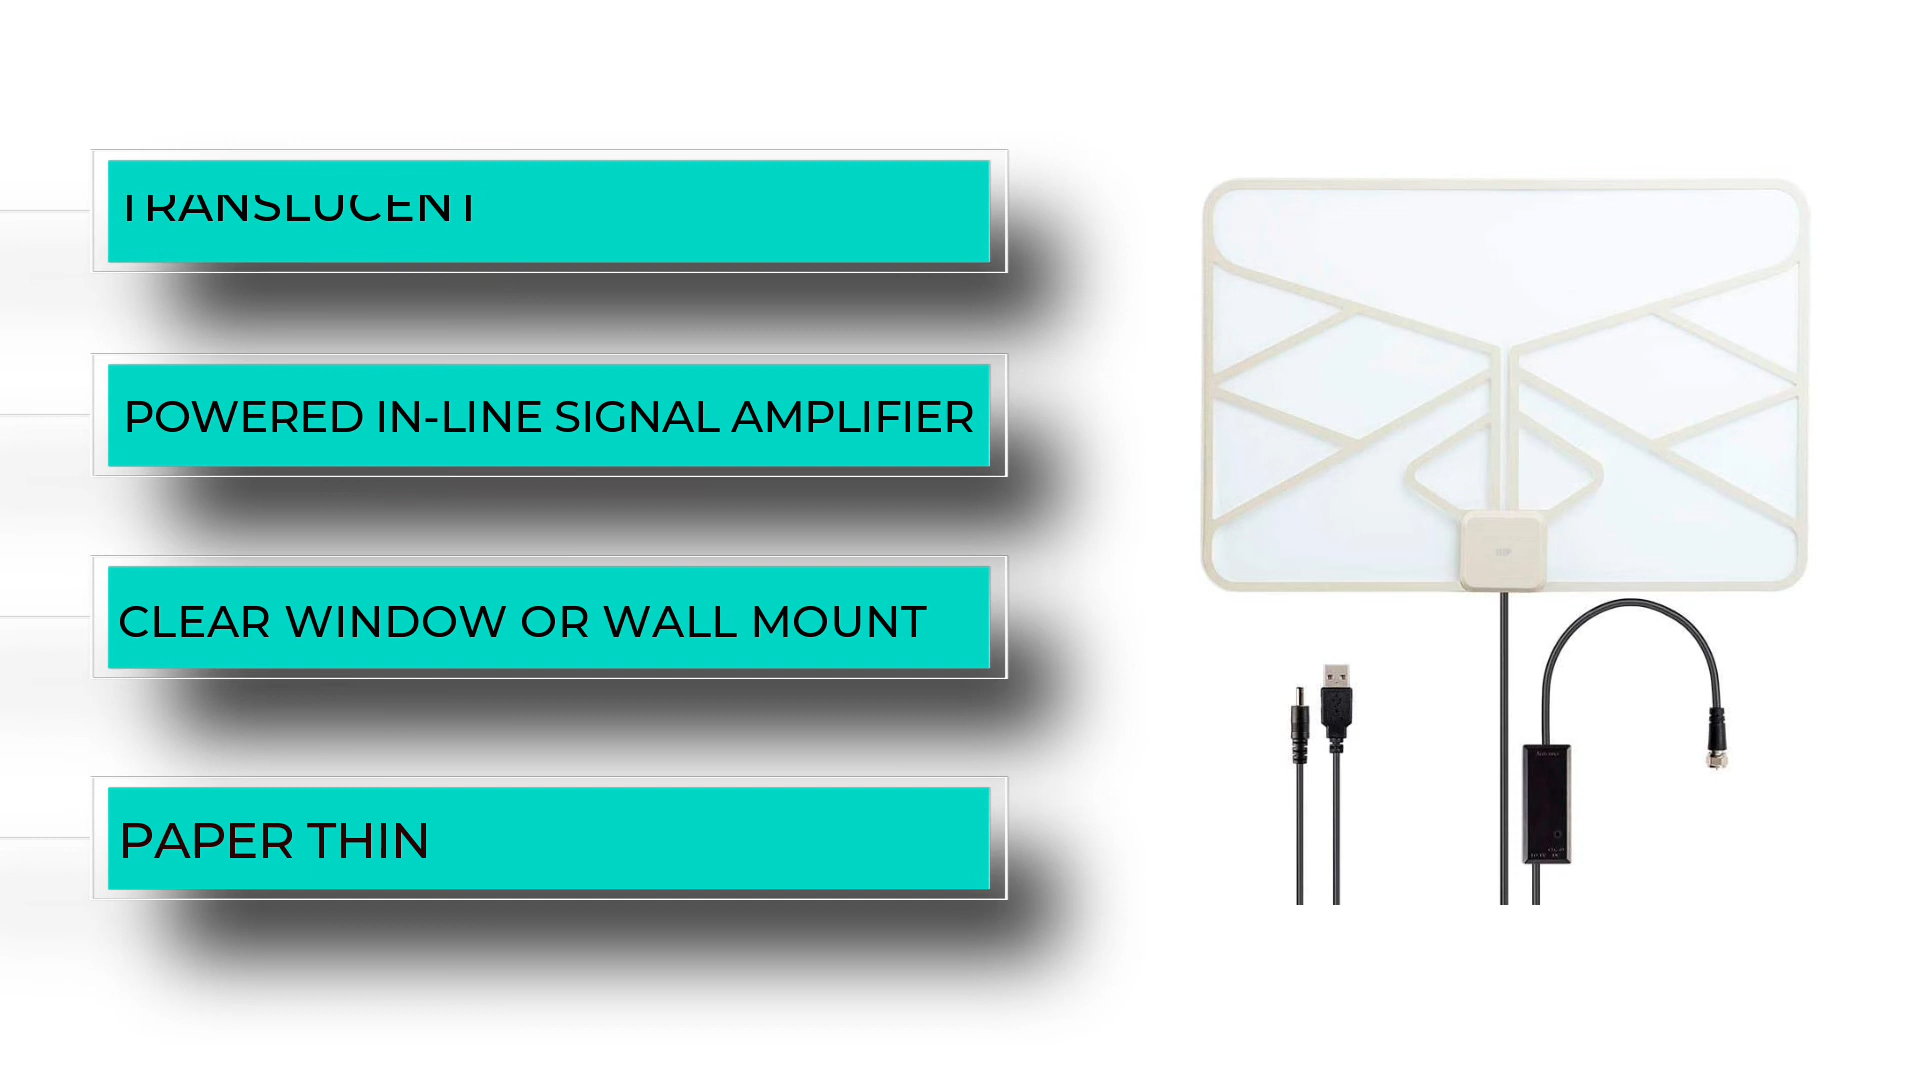 TRANSLUCENT
POWERED IN-LINE SIGNAL AMPLIFIER
CLEAR WINDOW OR WALL MOUNT
PAPER THIN